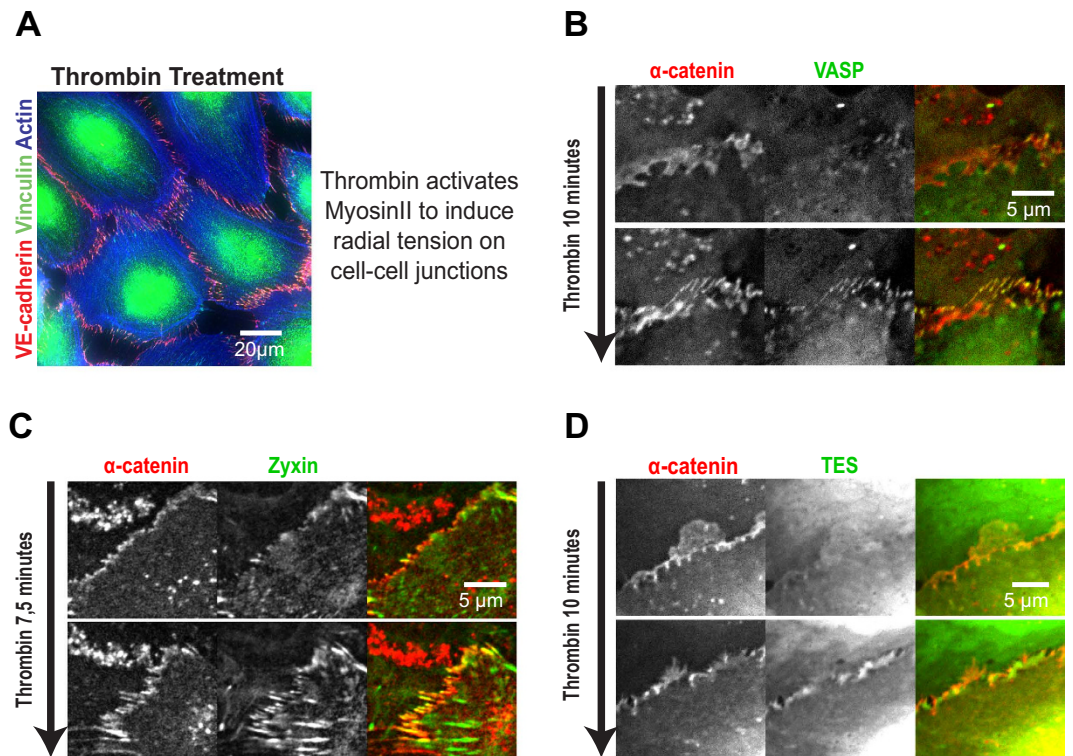 A
Thrombin Treatment
VE-cadherin Vinculin Actin
20μm
Thrombin activates
MyosinII to induce
radial tension on
cell-cell junctions
B
α-catenin VASP
Thrombin 10 minutes
5 μm
C
α-catenin Zyxin
Thrombin 7,5 minutes
5 μm
D
α-catenin TES
Thrombin 10 minutes
5 μm